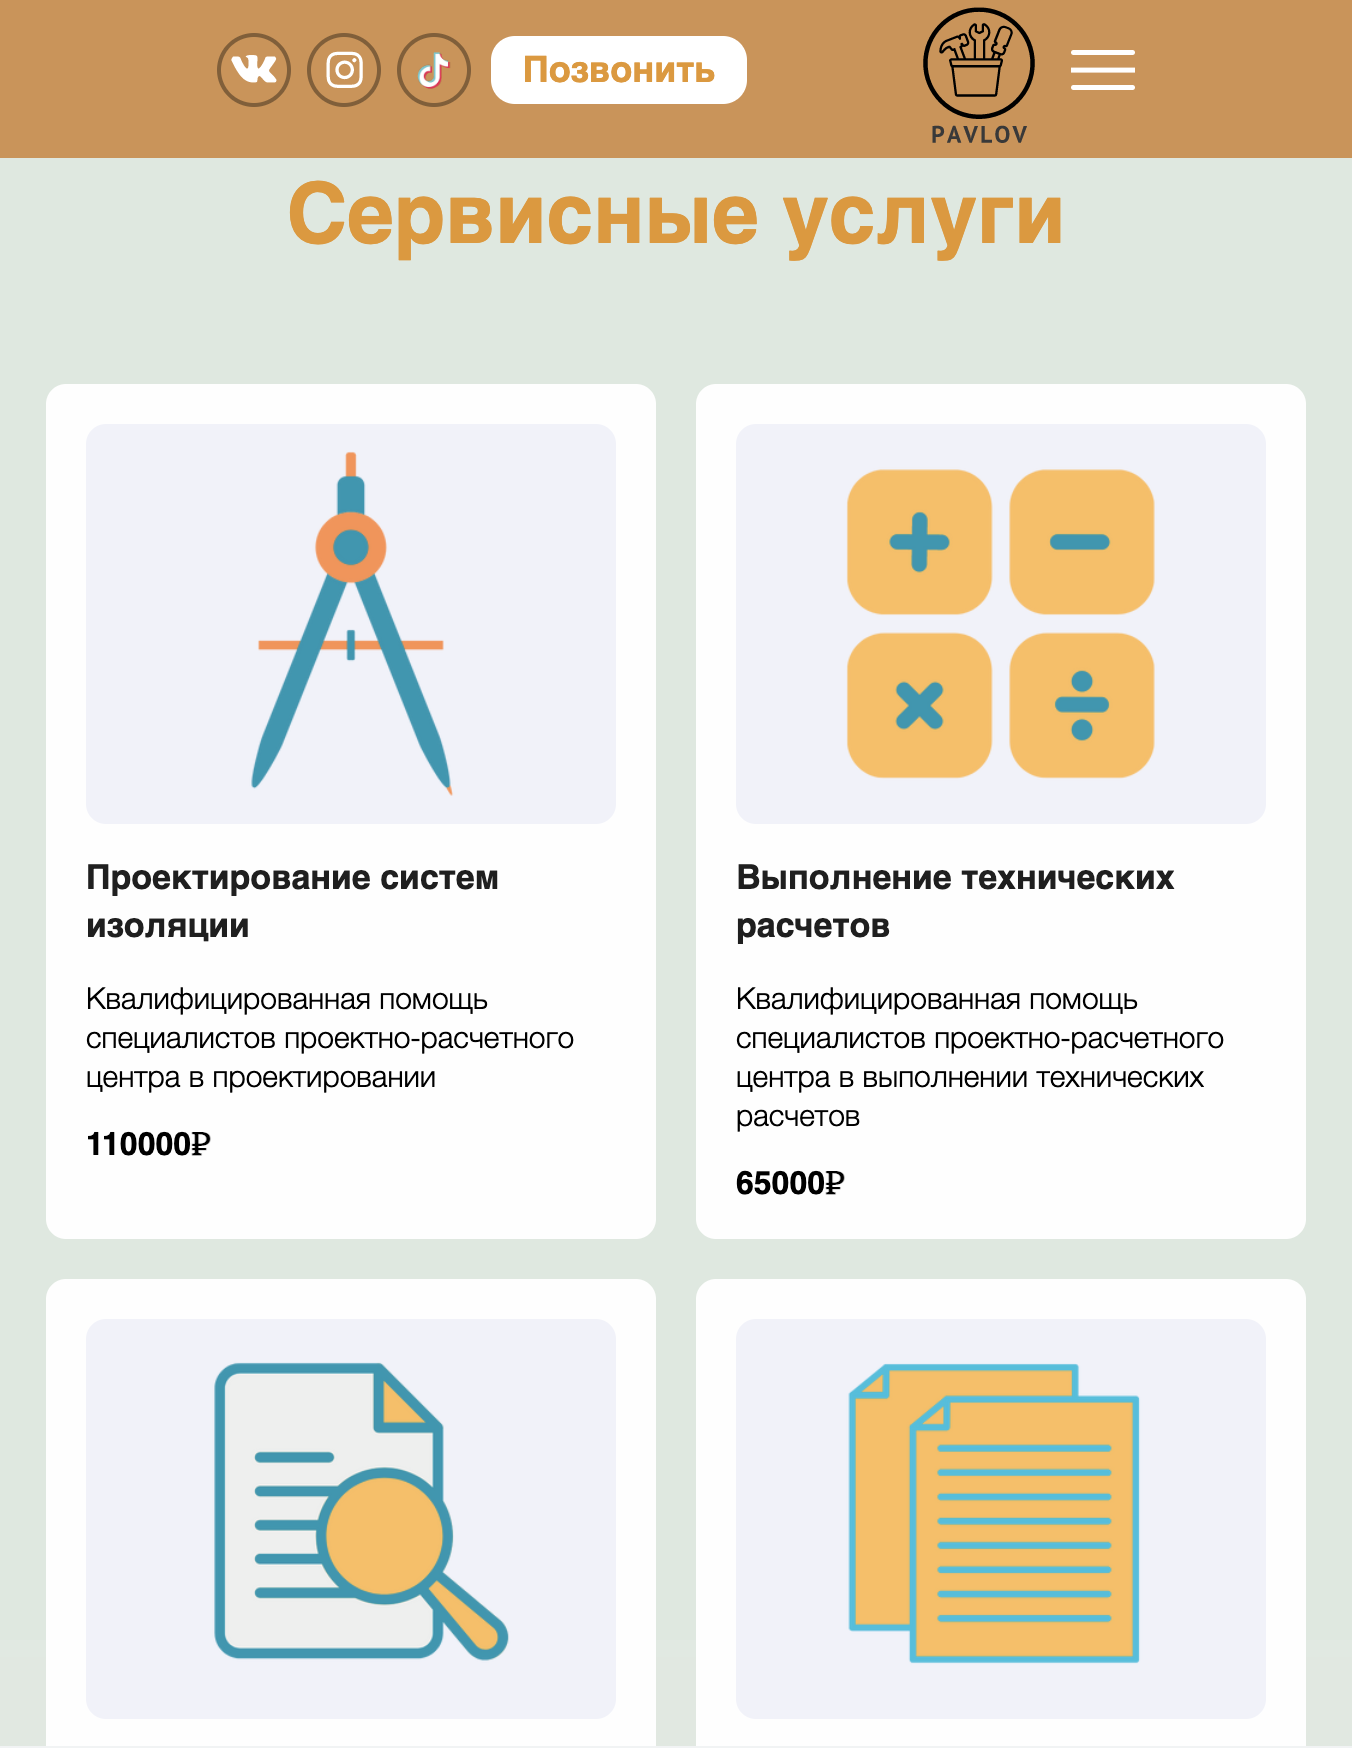 Позвонить
PAVLOV
Сервисные услуги
Проектирование систем
изоляции
Квалифицированная помощь
специалистов проектно-расчетного
центра в проектировании
110000₽
Выполнение технических
расчетов
Квалифицированная помощь
специалистов проектно-расчетного
центра в выполнении технических
расчетов
65000₽